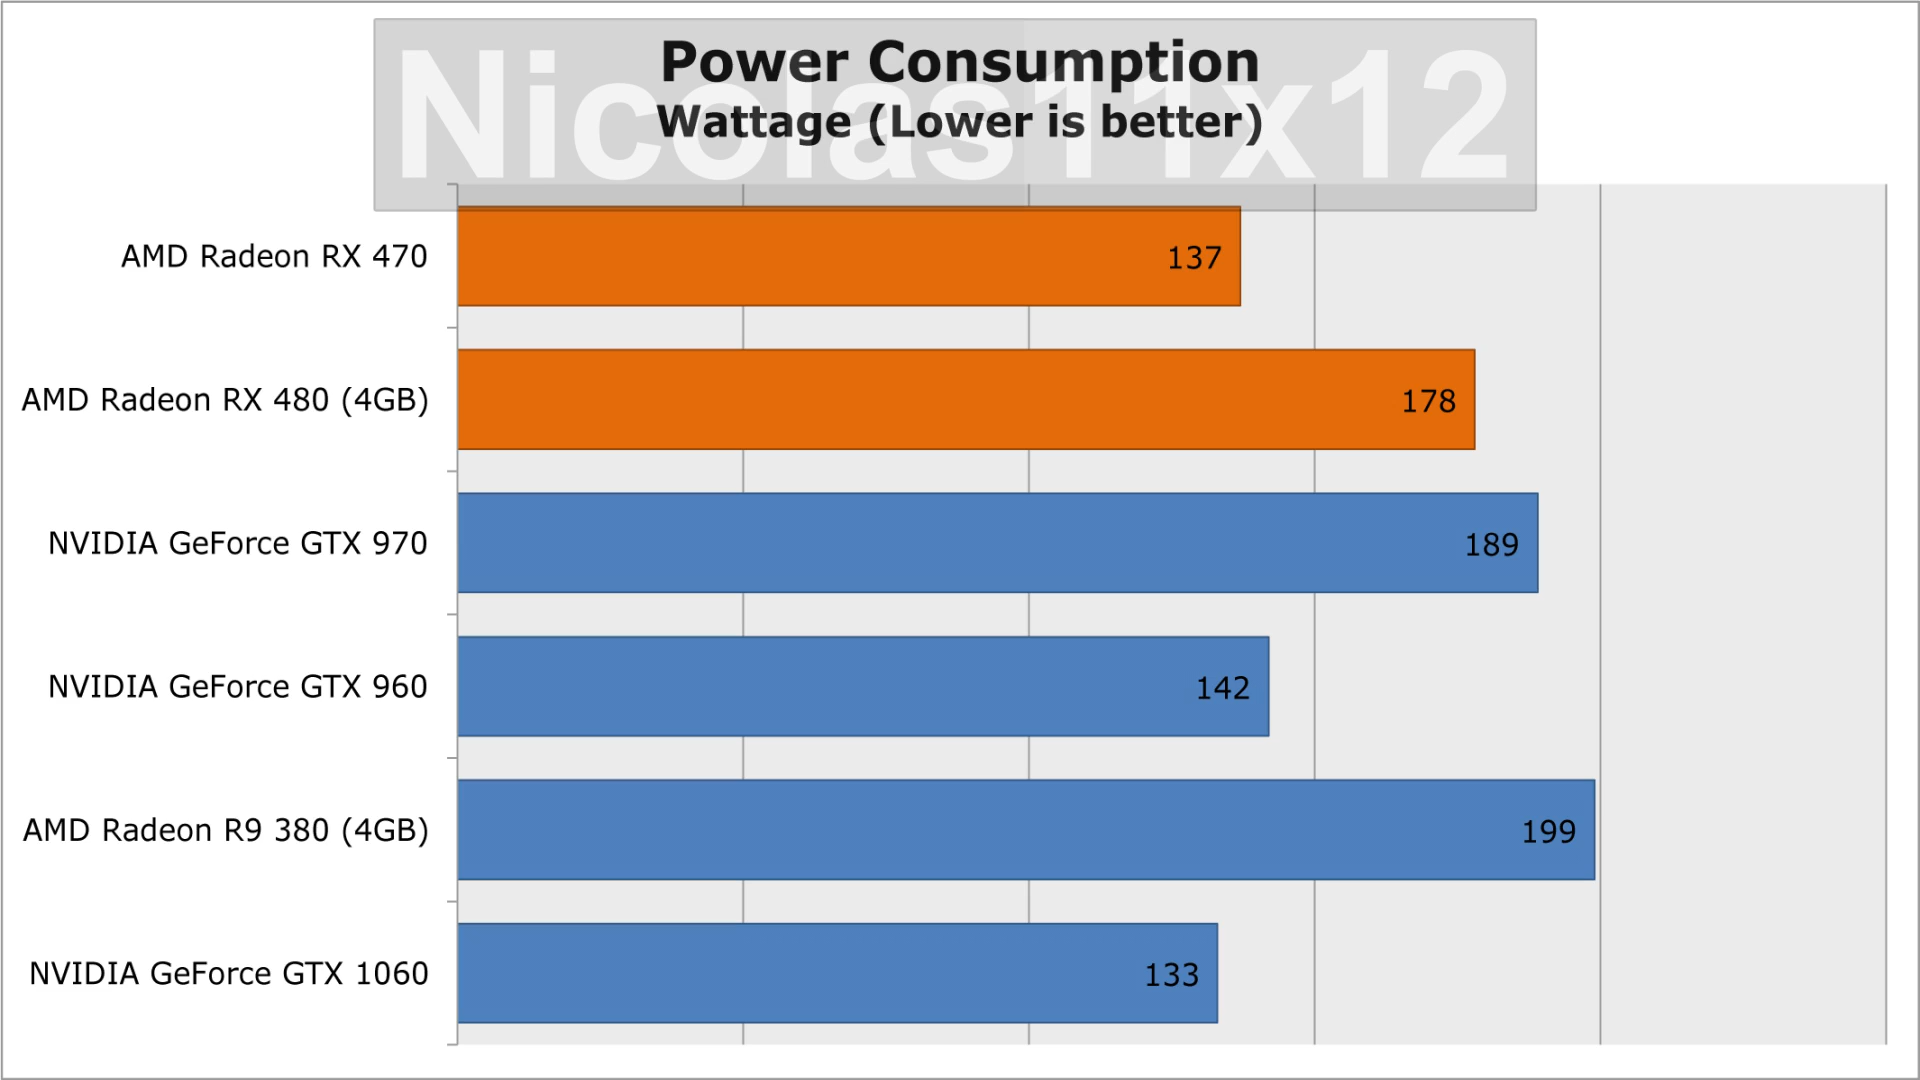 Nicolas11x12
Power Consumption
Wattage (Lower is better)
AMD Radeon RX 470
137
AMD Radeon RX 480 (4GB)
178
NVIDIA GeForce GTX 970
189
NVIDIA GeForce GTX 960
142
AMD Radeon R9 380 (4GB)
199
NVIDIA GeForce GTX 1060
133